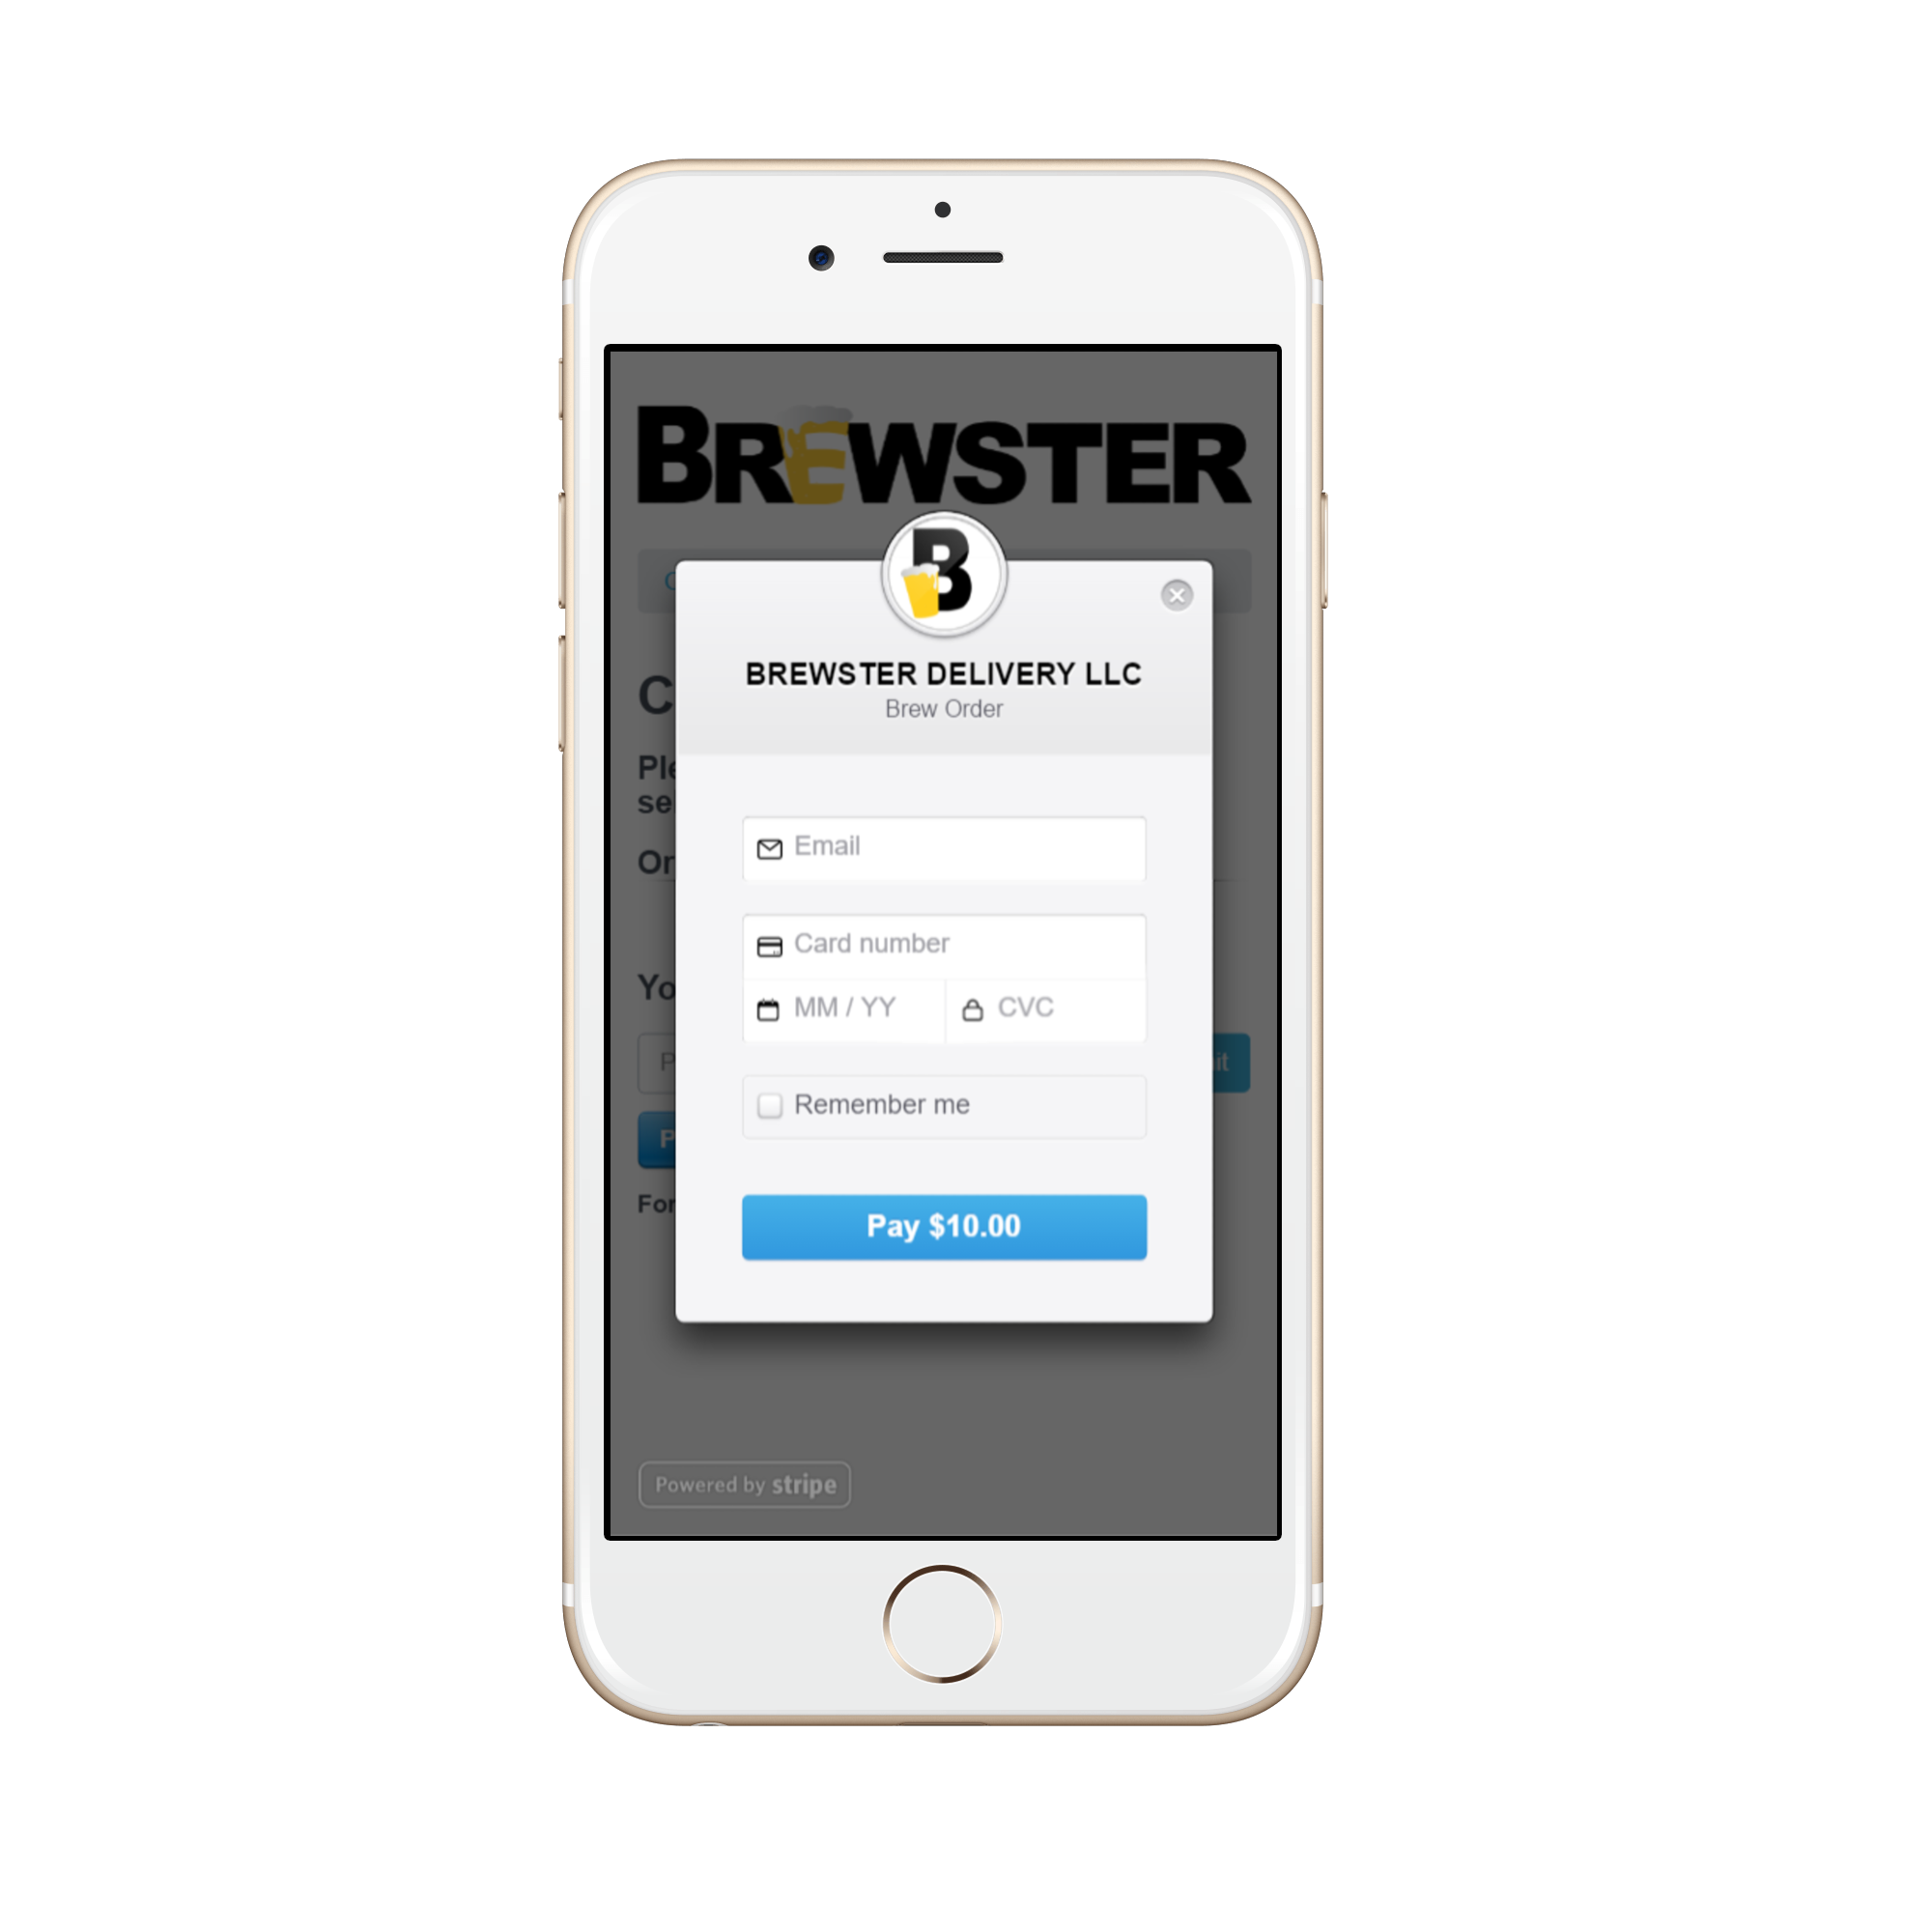 BREWSTER
B
BREWSTER DELIVERY LLC
Brew Order
Email
Card number
MM / YY
CVC
Remember me
Pay $10.00
Powered by stripe